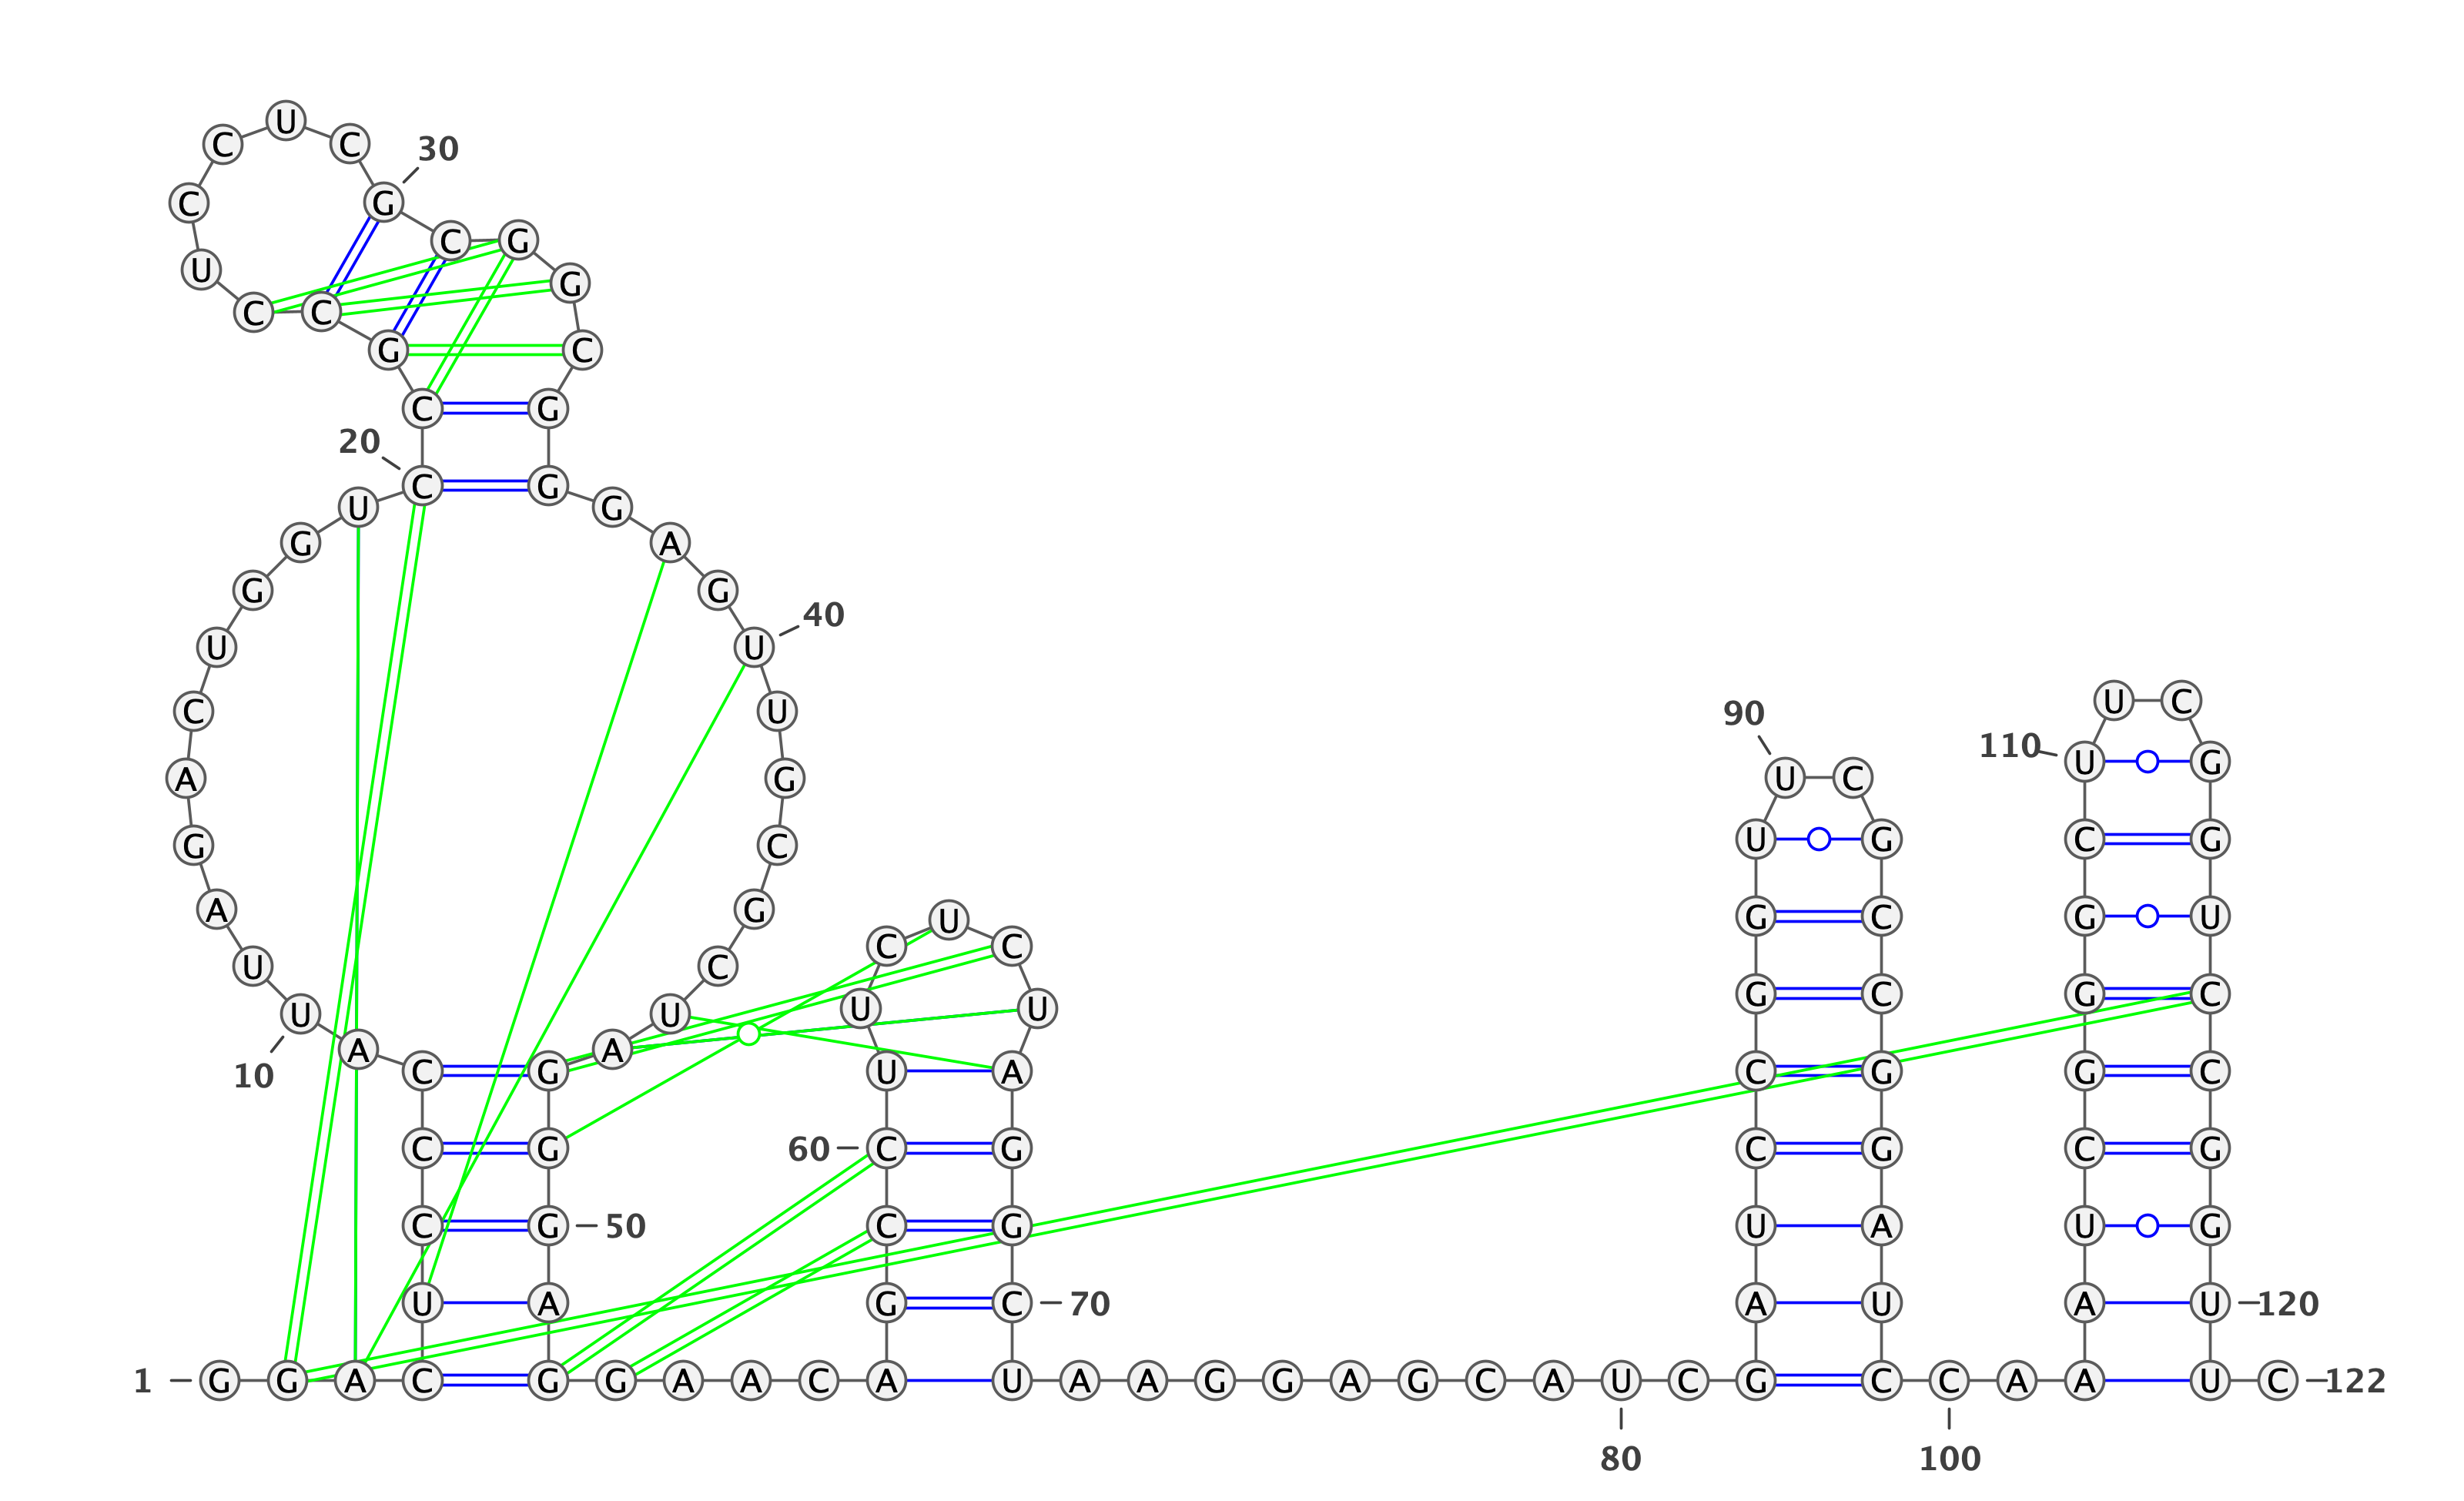 U
C C 30
C G
C G
U G
C C
G C
C G
20
C G
U G
G A
G G
40
U U
U C
C U
90
110
U G
A G U C
U G C G
G C
A G U G C G U
C C
U C G C G C
U U
U U
A A
C G U A C G G C
10
C G 60 C G C G C G
C G 50 C G U A U G
U A G C 70 A U A U 120
1 G G A C G G A A C A U A A G G A G C A U C G C C A A U C 122
80 100